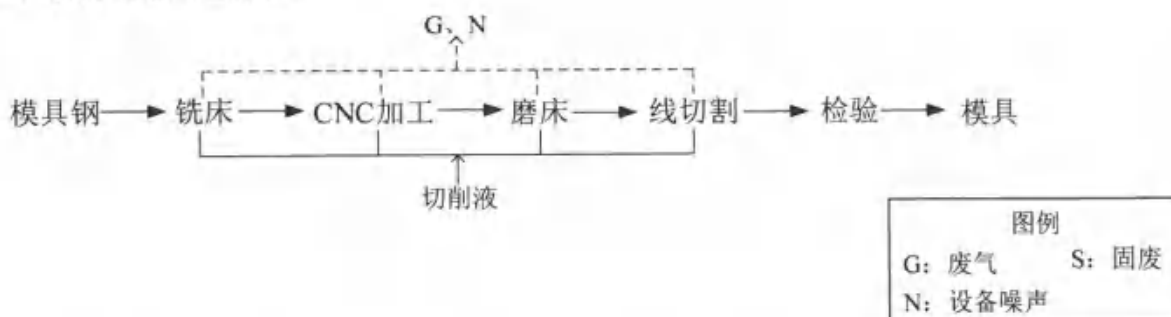 G、N
模具钢 铣床 CNC加工 磨床 线切割 检验 模具
切削液
图例
G：废气 S：固废
N：设备噪声